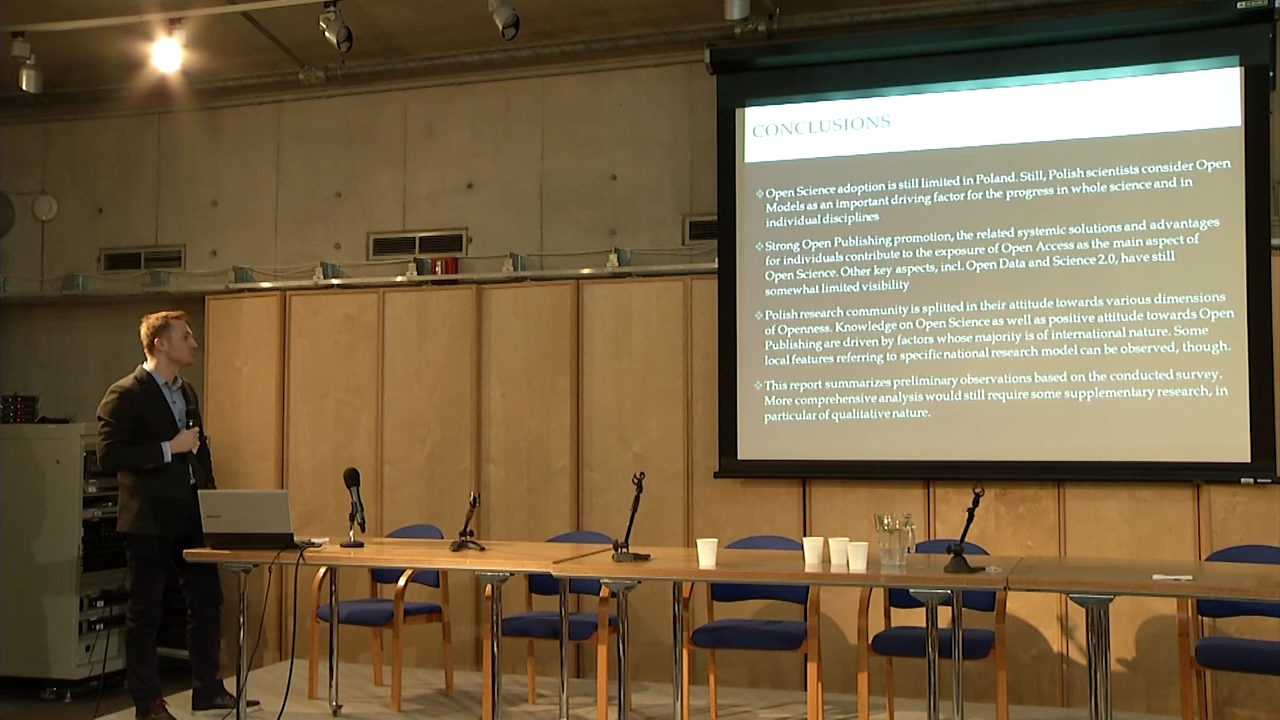 CONCLUSIONS
❖Open Science adoption is still limited in Poland. Still, Polish scientists consider Open
Models as an important driving factor for the progress in whole science and in
individual disciplines
❖Strong Open Publishing promotion, the related systemic solutions and advantages
for individuals contribute to the exposure of Open Access as the main aspect of
Open Science. Other key aspects, incl. Open Data and Science 2.0, have still
somewhat limited visibility
❖Polish research community is splitted in their attitude towards various dimensions
of Openness. Knowledge on Open Science as well as positive attitude towards Open
Publishing are driven by factors whose majority is of international nature. Some
local features referring to specific national research model can be observed, though.
❖This report summarizes preliminary observations based on the conducted survey.
More comprehensive analysis would still require some supplementary research, in
particular of qualitative nature.